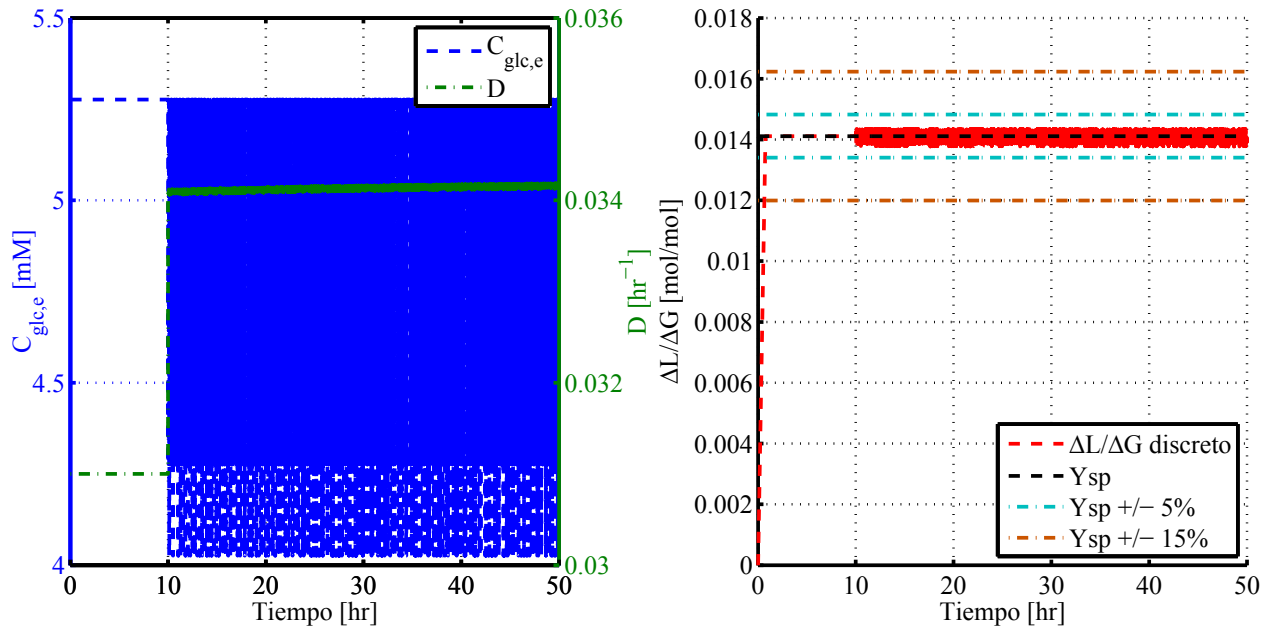 5.5
5
4.5
4
C_glc,e [mM]
0 10 20 30 40 50
Tiempo [hr]
0.036
0.034
0.032
0.03
D [hr⁻¹]
C_glc,e
D
0.018
0.016
0.014
0.012
0.018
0.01
0.008
0.006
0.004
0.002
0
ΔL/ΔG [mol/mol]
0 10 20 30 40 50
Tiempo [hr]
ΔL/ΔG discreto
Ysp
Ysp +/− 5%
Ysp +/− 15%